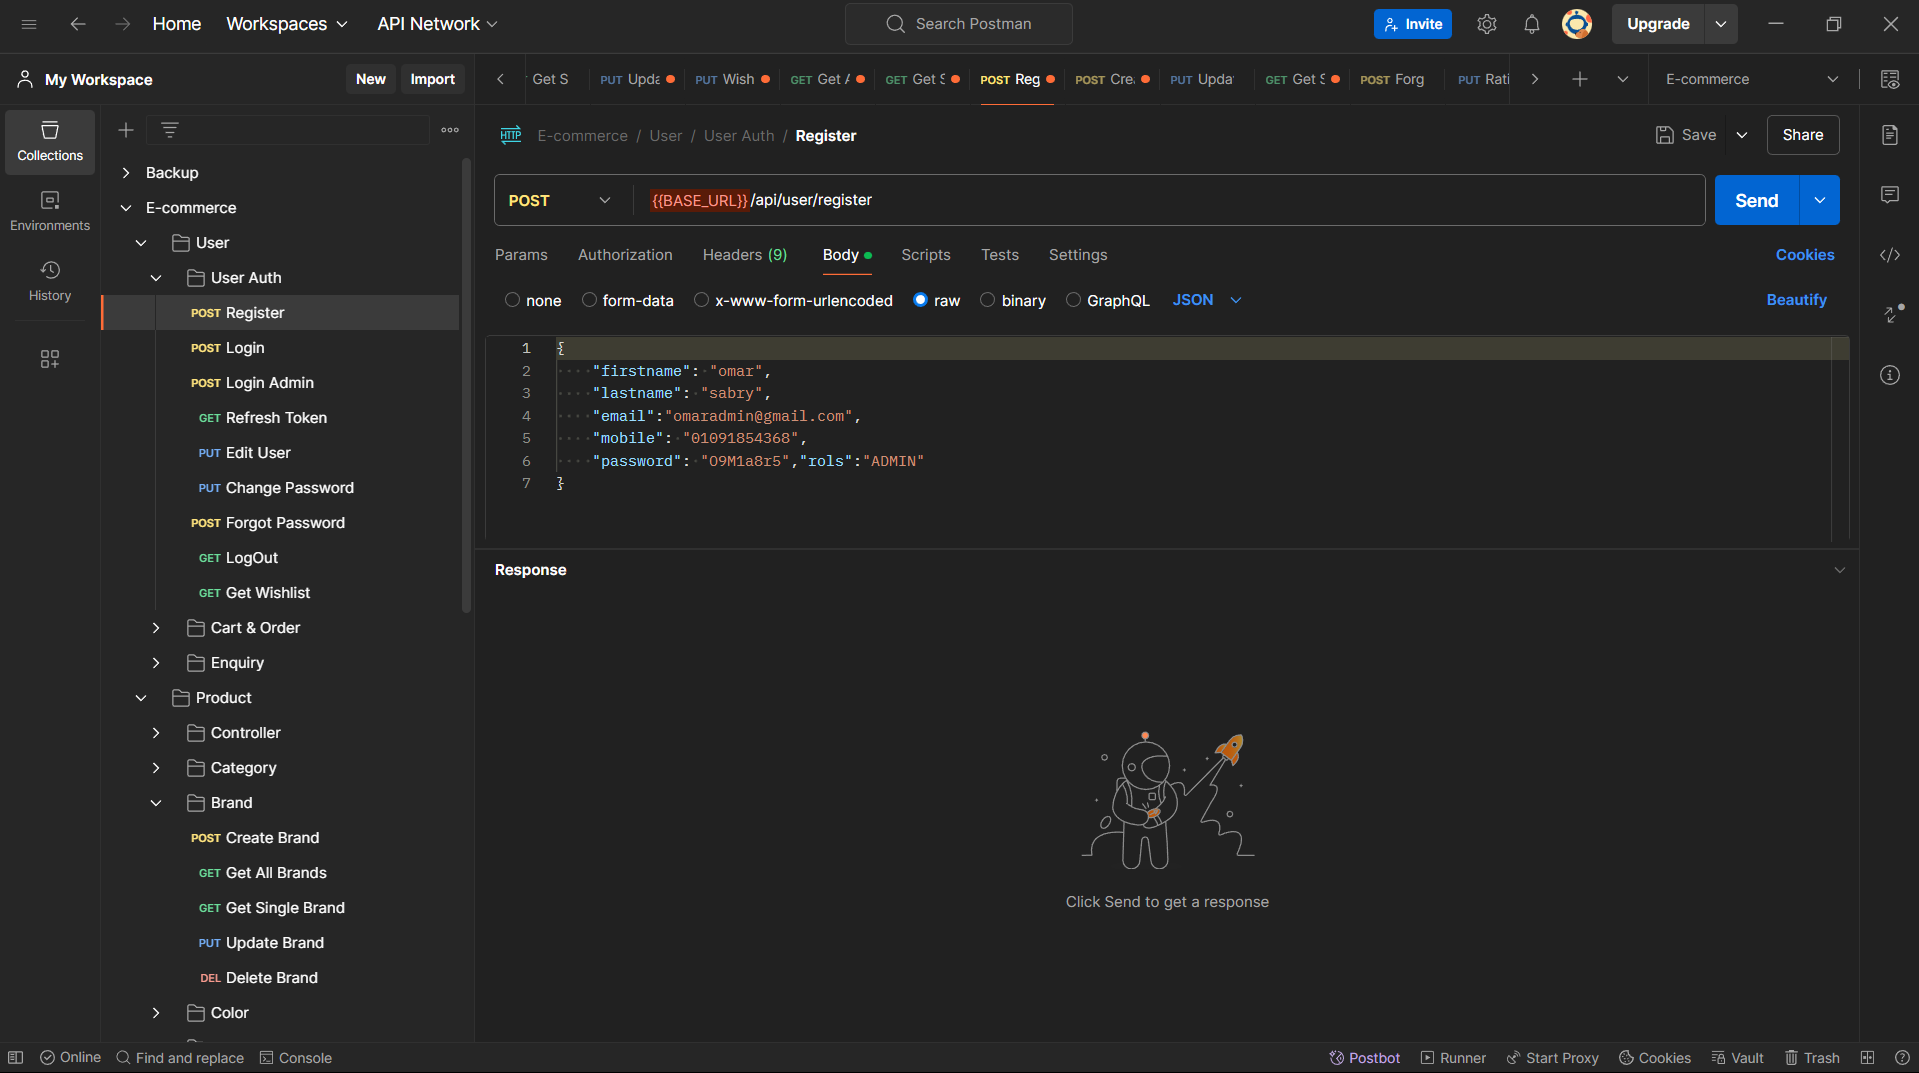 Home
Workspaces
API Network
Search Postman
Invite
Upgrade
My Workspace
New
Import
Get S
PUT Upda
PUT Wish
GET Get A
GET Get S
POST Reg
POST Cre
PUT Upda
GET Get S
POST Forg
PUT Rati
E-commerce
Collections
Environments
History
Backup
E-commerce
User
User Auth
POST Register
POST Login
POST Login Admin
GET Refresh Token
PUT Edit User
PUT Change Password
POST Forgot Password
GET LogOut
GET Get Wishlist
Cart & Order
Enquiry
Product
Controller
Category
Brand
POST Create Brand
GET Get All Brands
GET Get Single Brand
PUT Update Brand
DEL Delete Brand
Color
HTTP
E-commerce / User / User Auth / Register
Save
Share
POST
{{BASE_URL}}/api/user/register
Send
Params
Authorization
Headers (9)
Body
Scripts
Tests
Settings
Cookies
none
form-data
x-www-form-urlencoded
raw
binary
GraphQL
JSON
Beautify
1 {
2 "firstname": "omar",
3 "lastname": "sabry",
4 "email":"omaradmin@gmail.com",
5 "mobile": "01091854368",
6 "password": "O9M1a8r5","rols":"ADMIN"
7 }
Response
Click Send to get a response
Online
Find and replace
Console
Postbot
Runner
Start Proxy
Cookies
Vault
Trash